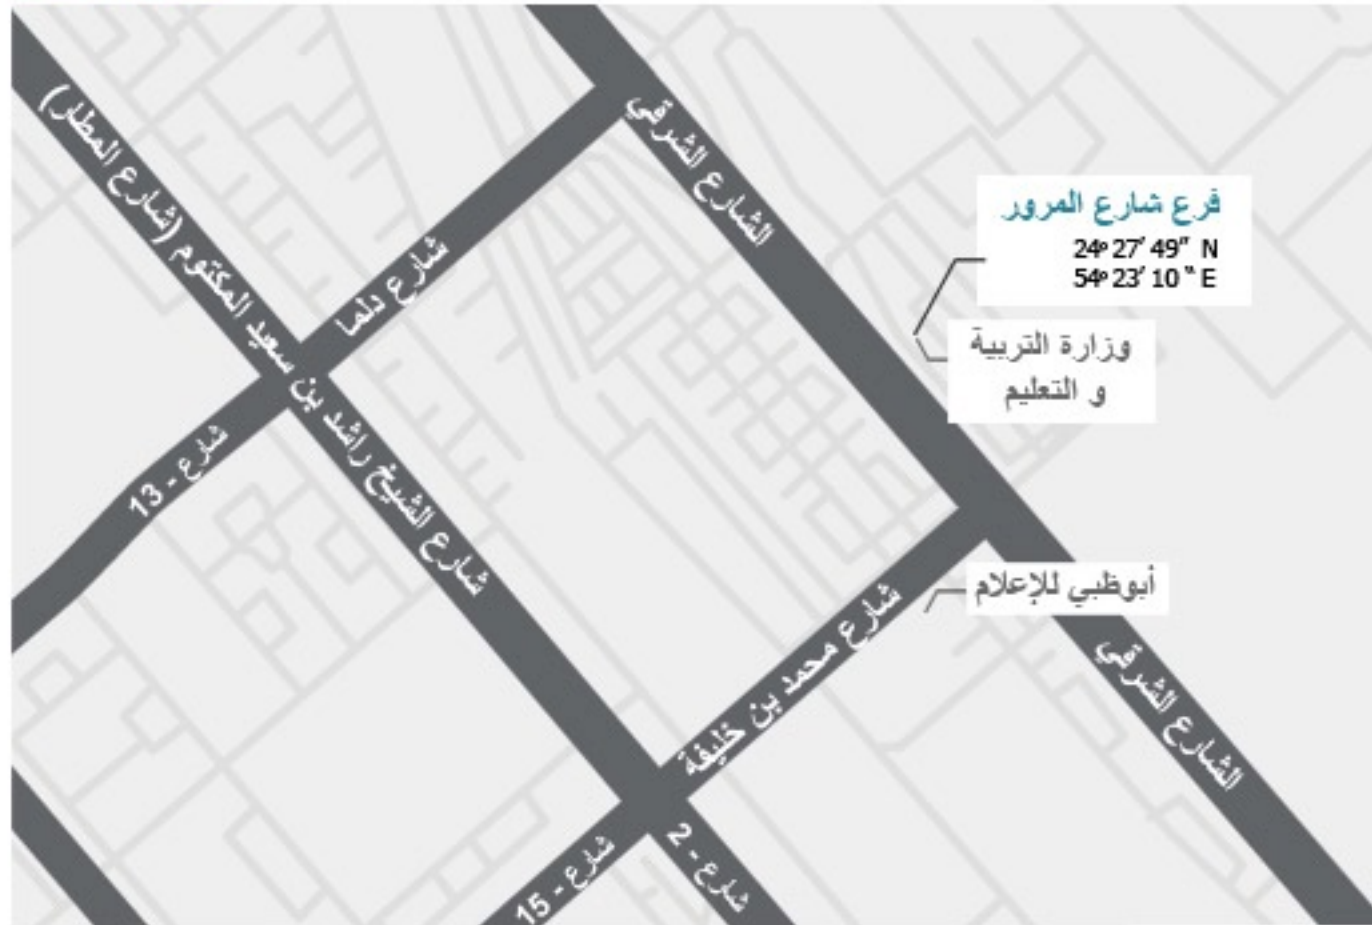 الشارع الشرقي
شارع الشيخ راشد بن سعيد المكتوم (شارع المطار)
فرع شارع المرور
24º 27' 49" N
54º 23' 10 " E
شارع دلما
وزارة التربية
و التعليم
شارع - 13
أبوظبي للإعلام
شارع محمد بن خليفة
الشارع الشرقي
شارع - 15
شارع - 2